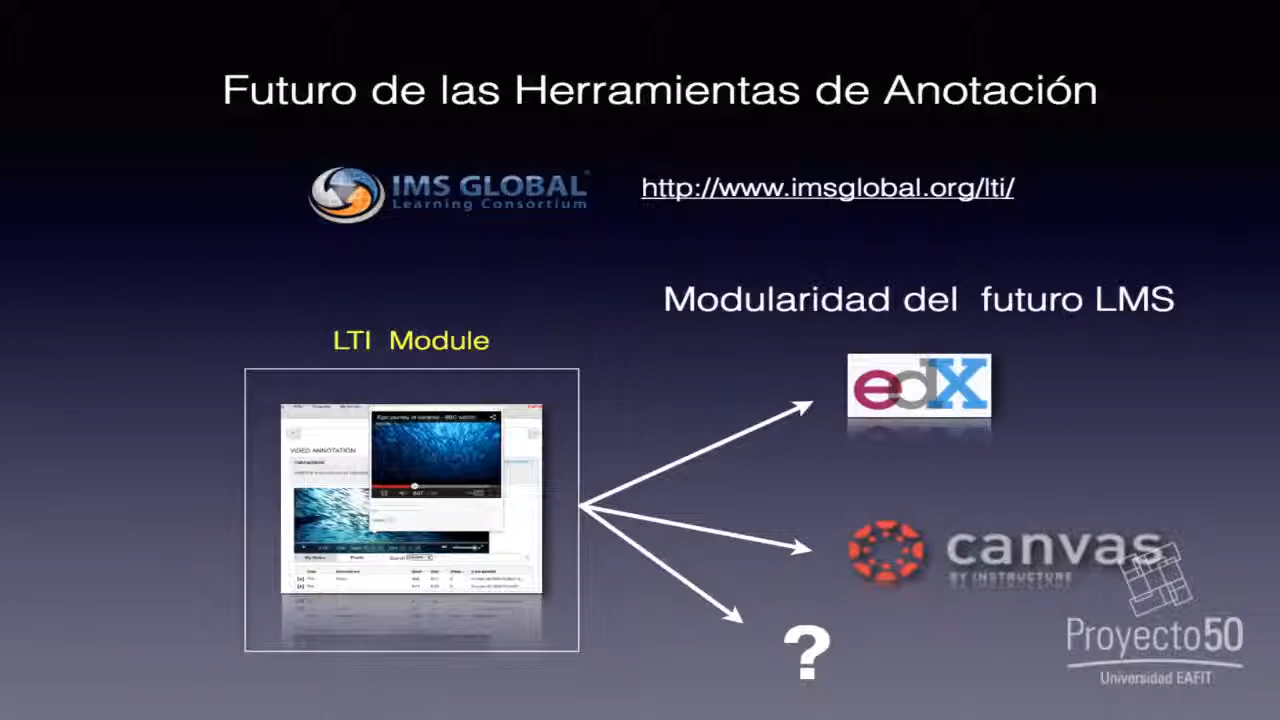 Futuro de las Herramientas de Anotación
IMS GLOBAL
Learning Consortium
http://www.imsglobal.org/lti/
Modularidad del futuro LMS
LTI Module
edX
VIDEO ANNOTATION
canvas
BY INSTRUCTURE
?
Proyecto50
Universidad EAFIT